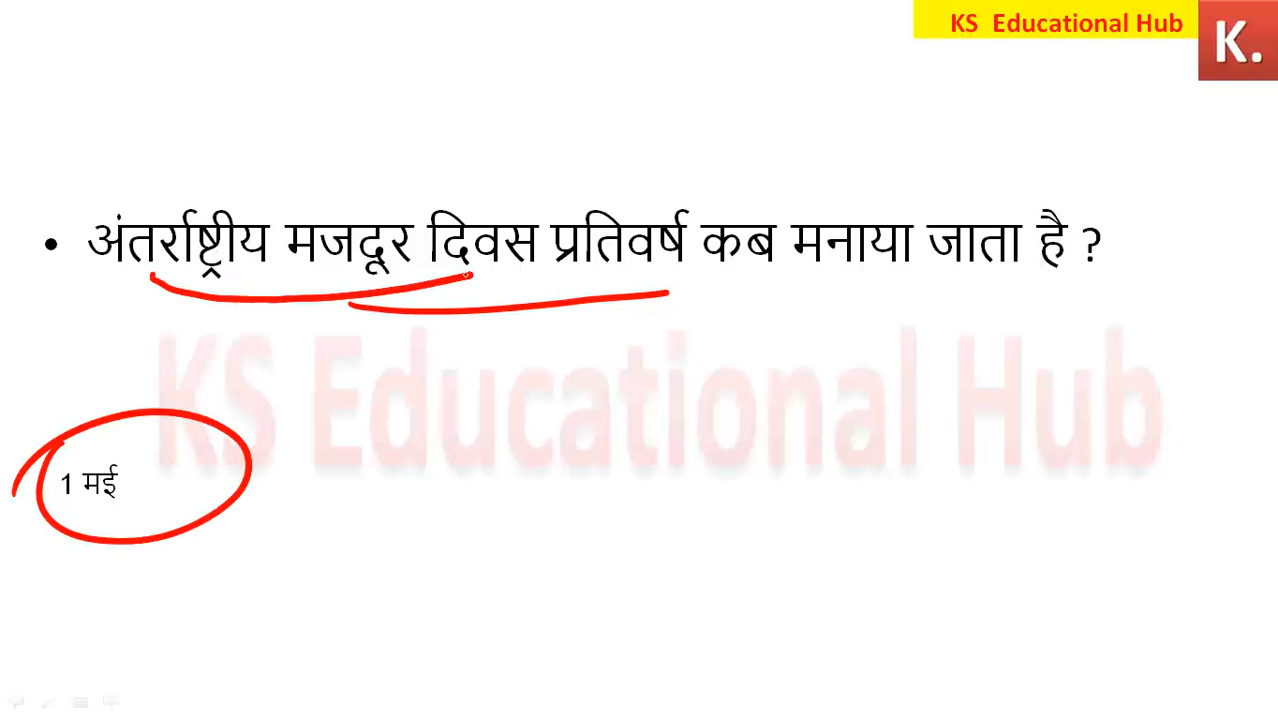 KS Educational Hub
K.
• अंतर्राष्ट्रीय मजदूर दिवस प्रतिवर्ष कब मनाया जाता है ?
KS Educational Hub
1 मई